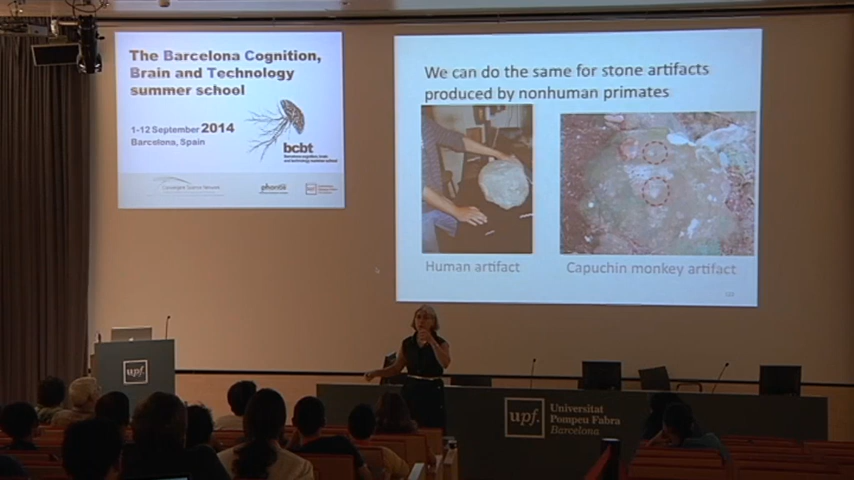 The Barcelona Cognition,
Brain and Technology
summer school
1-12 September 2014
Barcelona, Spain
bcbt
We can do the same for stone artifacts
produced by nonhuman primates
Human artifact
Capuchin monkey artifact
upf.
upf.
Universitat
Pompeu Fabra
Barcelona